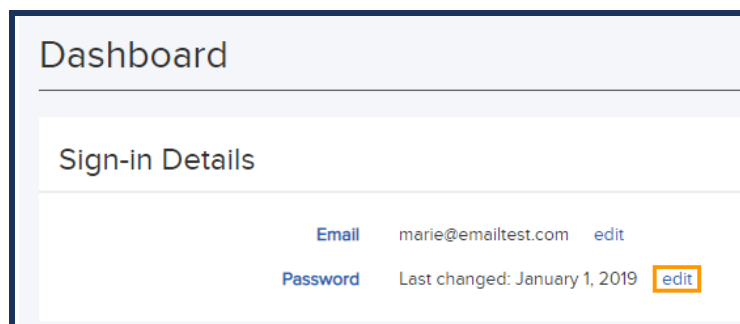 Dashboard
Sign-in Details
Email marie@emailtest.com edit
Password Last changed: January 1, 2019 edit